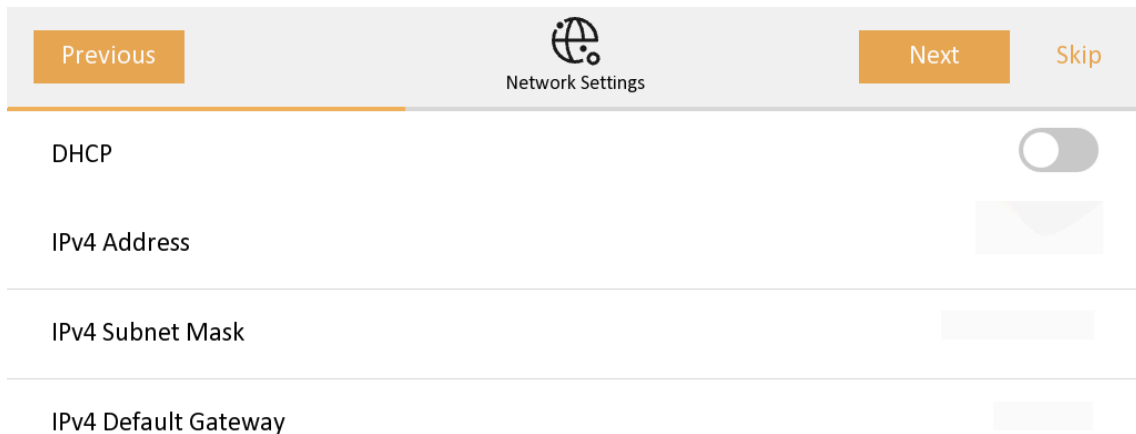 Previous
Network Settings
Next
Skip
DHCP
IPv4 Address
IPv4 Subnet Mask
IPv4 Default Gateway